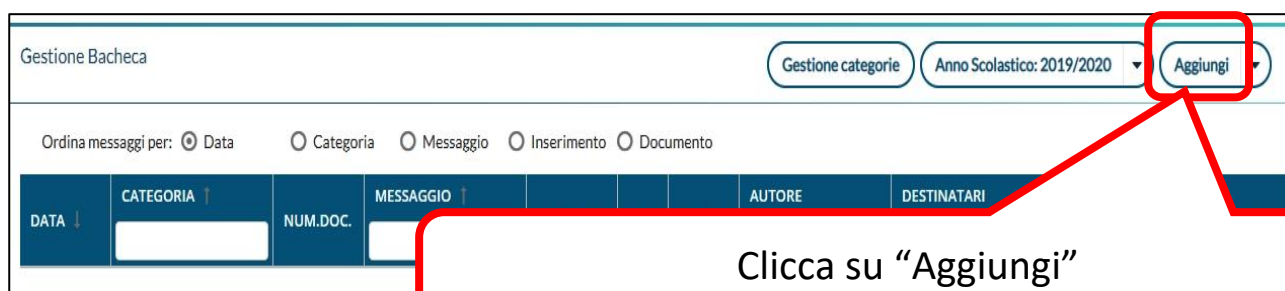 Gestione Bacheca Gestione categorie Anno Scolastico: 2019/2020 Aggiungi
Ordina messaggi per: Data Categoria Messaggio Inserimento Documento
DATA CATEGORIA NUM.DOC. MESSAGGIO AUTORE DESTINATARI
Clicca su “Aggiungi”